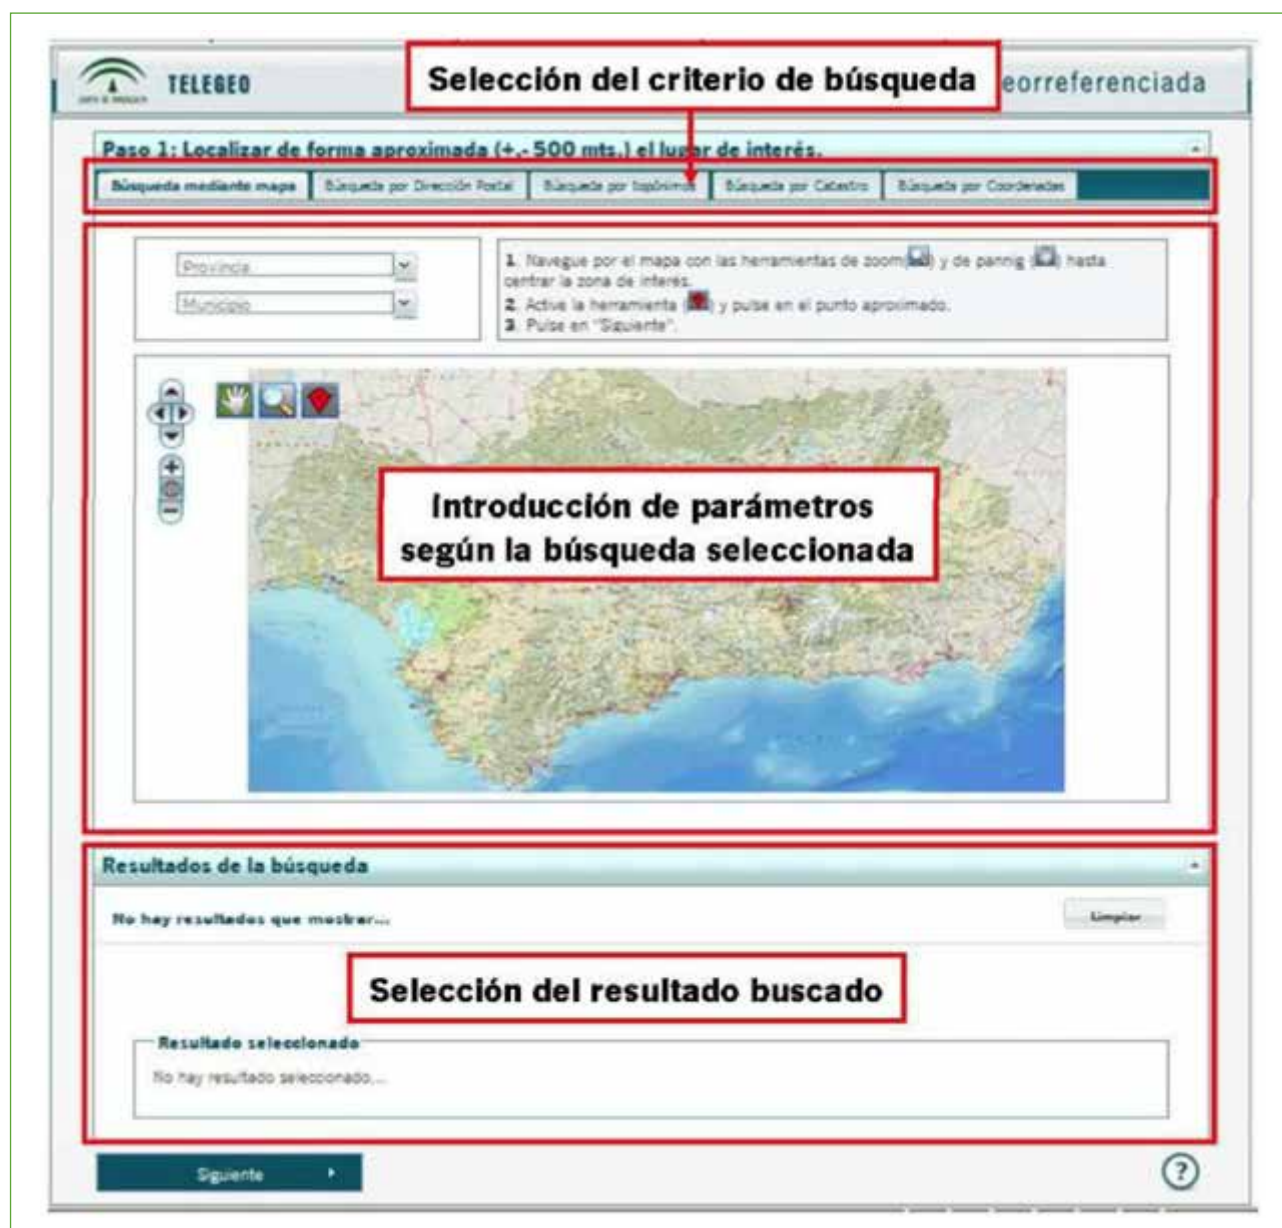 TELEGEO
Selección del criterio de búsqueda
eorreferenciada
Paso 1: Localizar de forma aproximada (+,- 500 mts.) el lugar de interés.
Búsqueda mediante mapa
Búsqueda por Dirección Postal
Búsqueda por topónimos
Búsqueda por Catastro
Búsqueda por Coordenadas
Provincia
Municipio
1. Navegue por el mapa con las herramientas de zoom( ) y de pannig ( ) hasta
centrar la zona de interés.
2. Active la herramienta ( ) y pulse en el punto aproximado.
3. Pulse en "Siguiente".
Introducción de parámetros
según la búsqueda seleccionada
Resultados de la búsqueda
No hay resultados que mostrar...
Limpiar
Selección del resultado buscado
Resultado seleccionado
No hay resultado seleccionado...
Siguiente
?